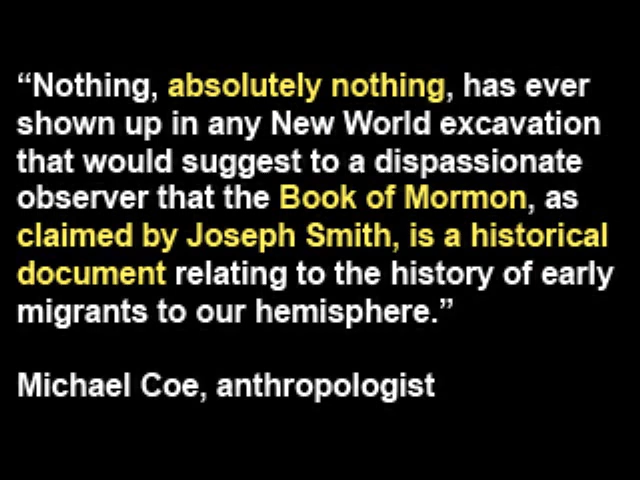 “Nothing, absolutely nothing, has ever
shown up in any New World excavation
that would suggest to a dispassionate
observer that the Book of Mormon, as
claimed by Joseph Smith, is a historical
document relating to the history of early
migrants to our hemisphere.”
Michael Coe, anthropologist